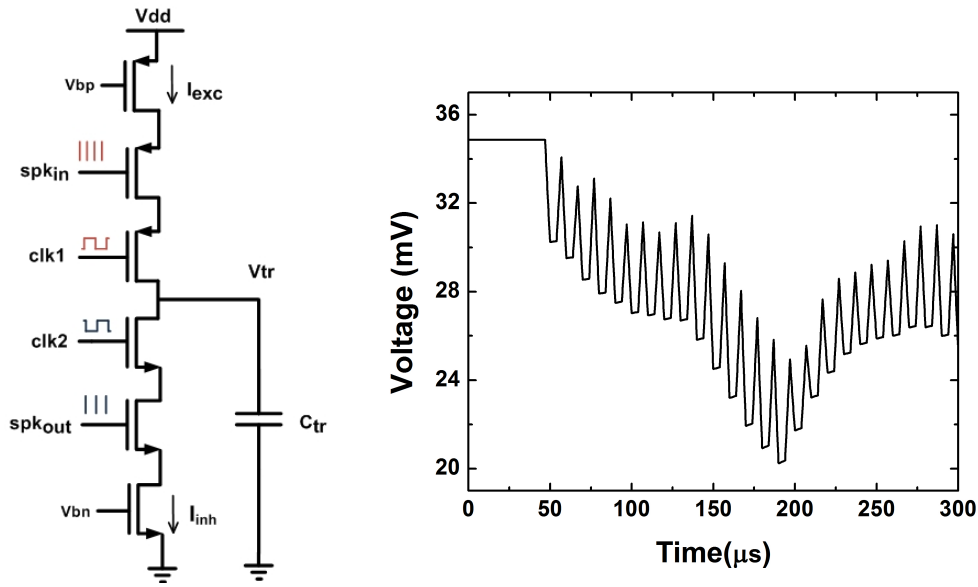 Vdd
Vbp
Iexc
spkin
clk1
Vtr
clk2
spkout
Ctr
Vbn
Iinh
36
32
28
24
20
Voltage (mV)
0 50 100 150 200 250 300
Time(μs)